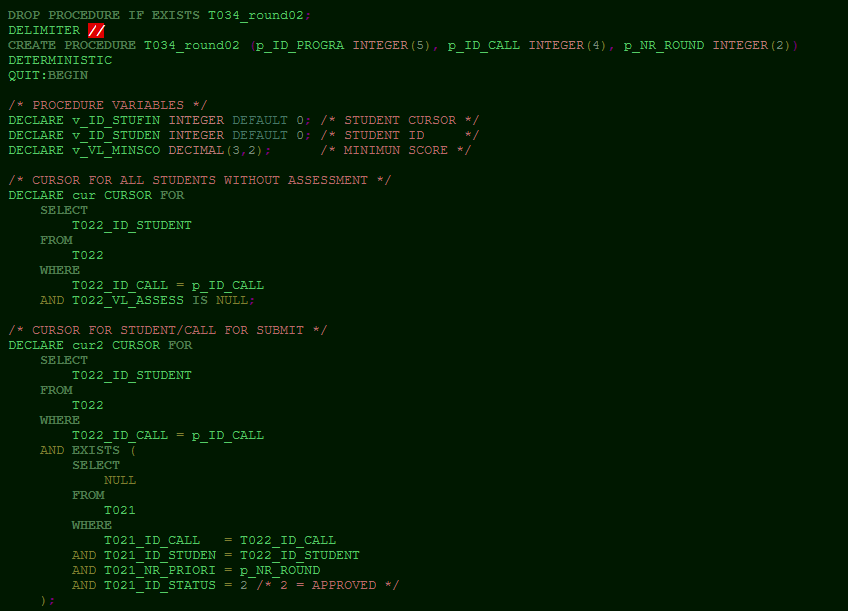 DROP PROCEDURE IF EXISTS T034_round02;
DELIMITER //
CREATE PROCEDURE T034_round02 (p_ID_PROGRA INTEGER(5), p_ID_CALL INTEGER(4), p_NR_ROUND INTEGER(2))
DETERMINISTIC
QUIT:BEGIN

/* PROCEDURE VARIABLES */
DECLARE v_ID_STUFIN INTEGER DEFAULT 0; /* STUDENT CURSOR */
DECLARE v_ID_STUDEN INTEGER DEFAULT 0; /* STUDENT ID     */
DECLARE v_VL_MINSCO DECIMAL(3,2);      /* MINIMUN SCORE */

/* CURSOR FOR ALL STUDENTS WITHOUT ASSESSMENT */
DECLARE cur CURSOR FOR
    SELECT
        T022_ID_STUDENT
    FROM
        T022
    WHERE
        T022_ID_CALL = p_ID_CALL
    AND T022_VL_ASSESS IS NULL;

/* CURSOR FOR STUDENT/CALL FOR SUBMIT */
DECLARE cur2 CURSOR FOR
    SELECT
        T022_ID_STUDENT
    FROM
        T022
    WHERE
        T022_ID_CALL = p_ID_CALL
    AND EXISTS (
        SELECT
            NULL
        FROM
            T021
        WHERE
            T021_ID_CALL   = T022_ID_CALL
        AND T021_ID_STUDEN = T022_ID_STUDENT
        AND T021_NR_PRIORI = p_NR_ROUND
        AND T021_ID_STATUS = 2 /* 2 = APPROVED */
    );